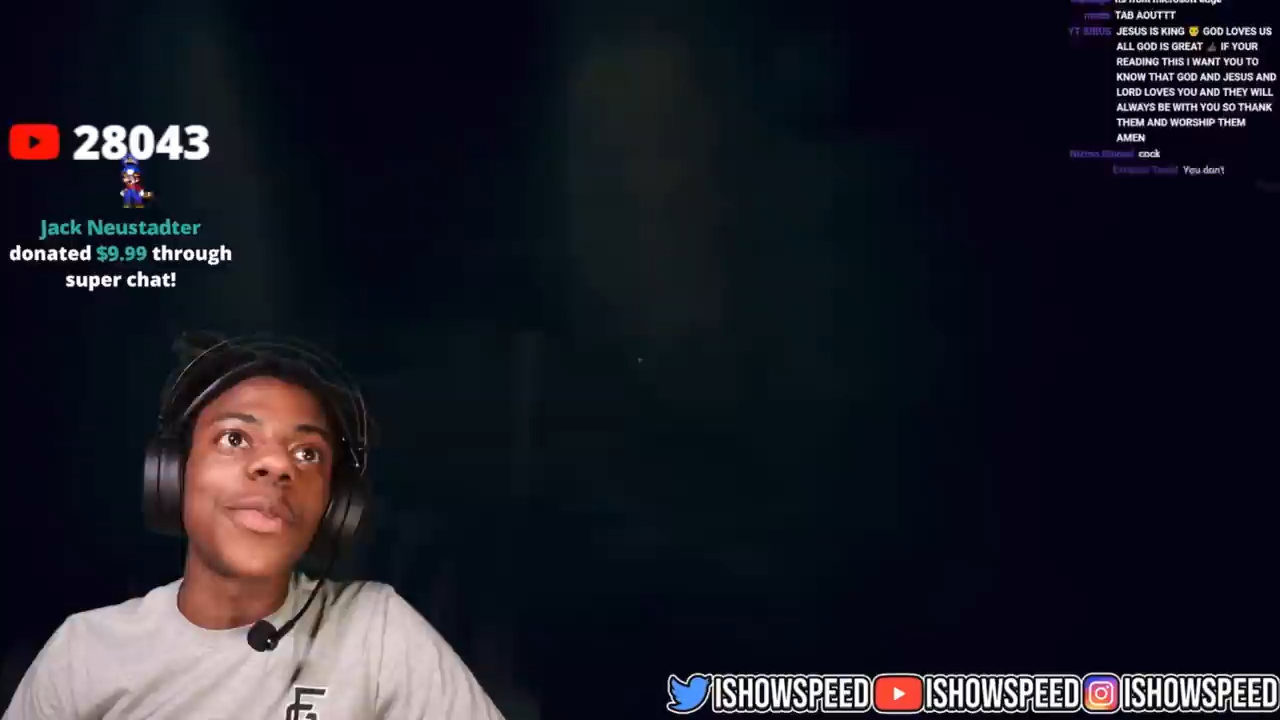 TAB AOUTTT
JESUS IS KING 🦁 GOD LOVES US
ALL GOD IS GREAT 👍🏿 IF YOUR
READING THIS I WANT YOU TO
KNOW THAT GOD AND JESUS AND
LORD LOVES YOU AND THEY WILL
ALWAYS BE WITH YOU SO THANK
THEM AND WORSHIP THEM
AMEN
cock
You don't
28043
Jack Neustadter
donated $9.99 through
super chat!
ISHOWSPEED ISHOWSPEED ISHOWSPEED